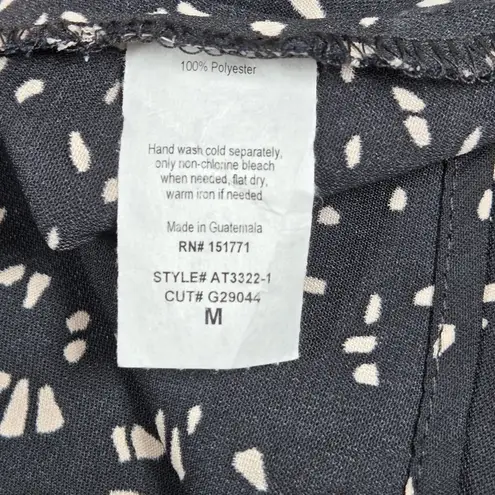 100% Polyester
Hand wash cold separately,
only non-chlorine bleach
when needed, flat dry,
warm iron if needed
Made in Guatemala
RN# 151771
STYLE# AT3322-1
CUT# G29044
M